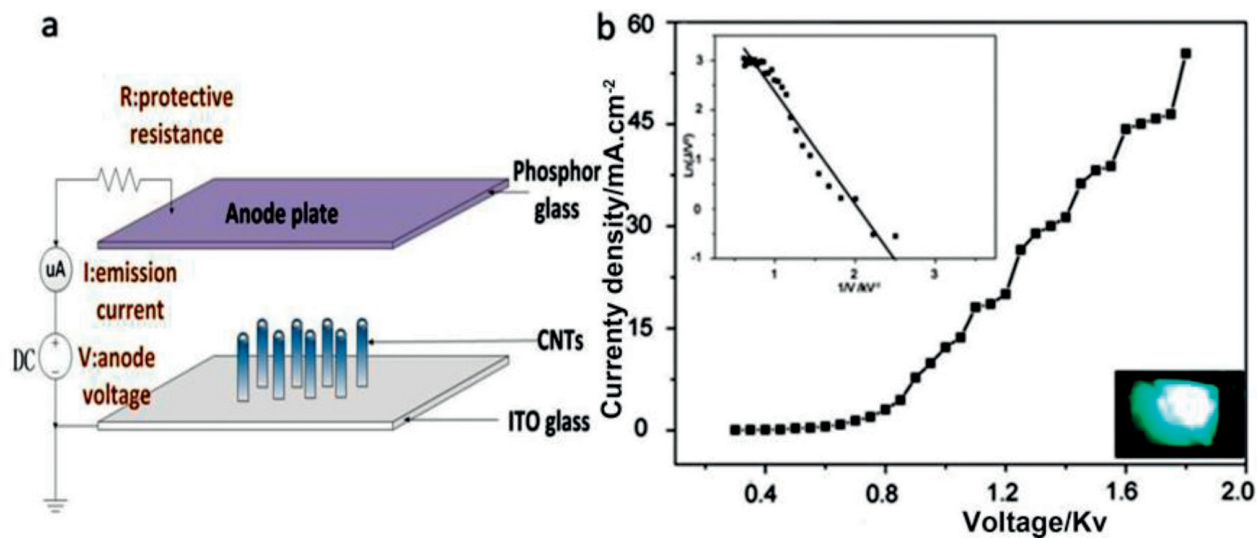 a
R:protective
resistance
Phosphor
glass
Anode plate
uA
I:emission
current
CNTs
DC
+
-
V:anode
voltage
ITO glass
b
Currenty density/mA.cm-2
60
45
30
15
0
0.4
0.8
1.2
1.6
2.0
Voltage/Kv
3
2
1
0
-1
1
2
3
1/V/kV-1